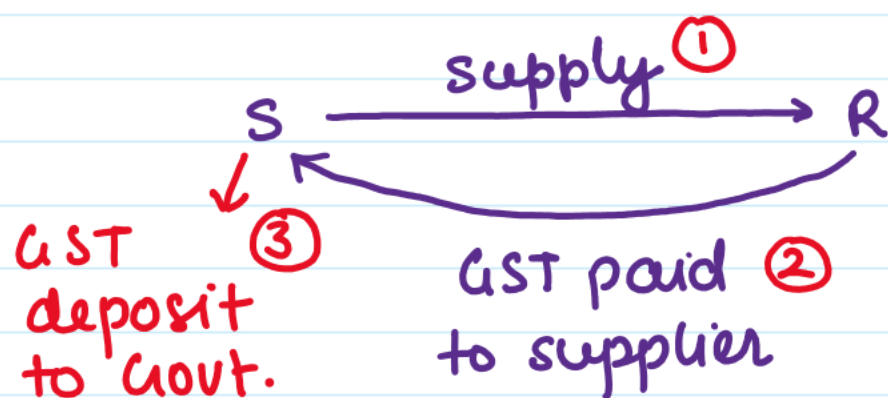 supply ①
S R
GST ③
deposit
to Govt.
GST paid ②
to supplier